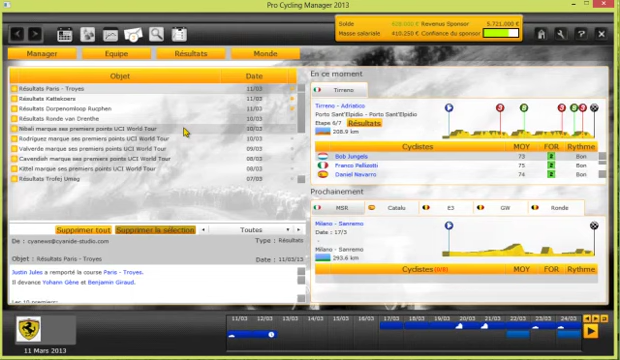 Pro Cycling Manager 2013
Solde 928.000 € Revenus Sponsor 5.721.000 €
Masse salariale 410.250 € Confiance du sponsor
Manager Equipe Résultats Monde
Objet Date
Résultats Paris - Troyes 11/03
Résultats Katlekoers 11/03
Résultats Dorpenomloop Rucphen 11/03
Résultats Ronde van Drenthe 10/03
Nibali marque ses premiers points UCI World Tour 10/03
Rodriguez marque ses premiers points UCI World Tour 10/03
Valverde marque ses premiers points UCI World Tour 09/03
Cavendish marque ses premiers points UCI World Tour 08/03
Kittel marque ses premiers points UCI World Tour 08/03
Résultats Trofej Umag 07/03
Supprimer tout Supprimer la sélection Toutes
De : cyanews@cyanide-studio.com Type : Résultats
Objet : Résultats Paris - Troyes Date : 11/03/13
Justin Jules a remporté la course Paris - Troyes.
Il devance Yohann Gène et Benjamin Giraud.
Les 10 premiers:
En ce moment
Tirreno
Tirreno - Adriatico
Porto Sant'Elpidio - Porto Sant'Elpidio
Etape 6/7 Résultats
208.9 km
Cyclistes MOY FOR Rythme
Bob Jungels 73 2 Bon
Franco Pellizotti 75 2 Bon
Daniel Navarro 74 2 Bon
Prochainement
MSR Catalu E3 GW Ronde
Milano - Sanremo
Date : 17/3
-
Milano - Sanremo
293.6 km
Cyclistes (0/8) MOY FOR Rythme
11/03 12/03 13/03 14/03 15/03 16/03 17/03 18/03 19/03 20/03 21/03 22/03 23/03 24/03
11 Mars 2013